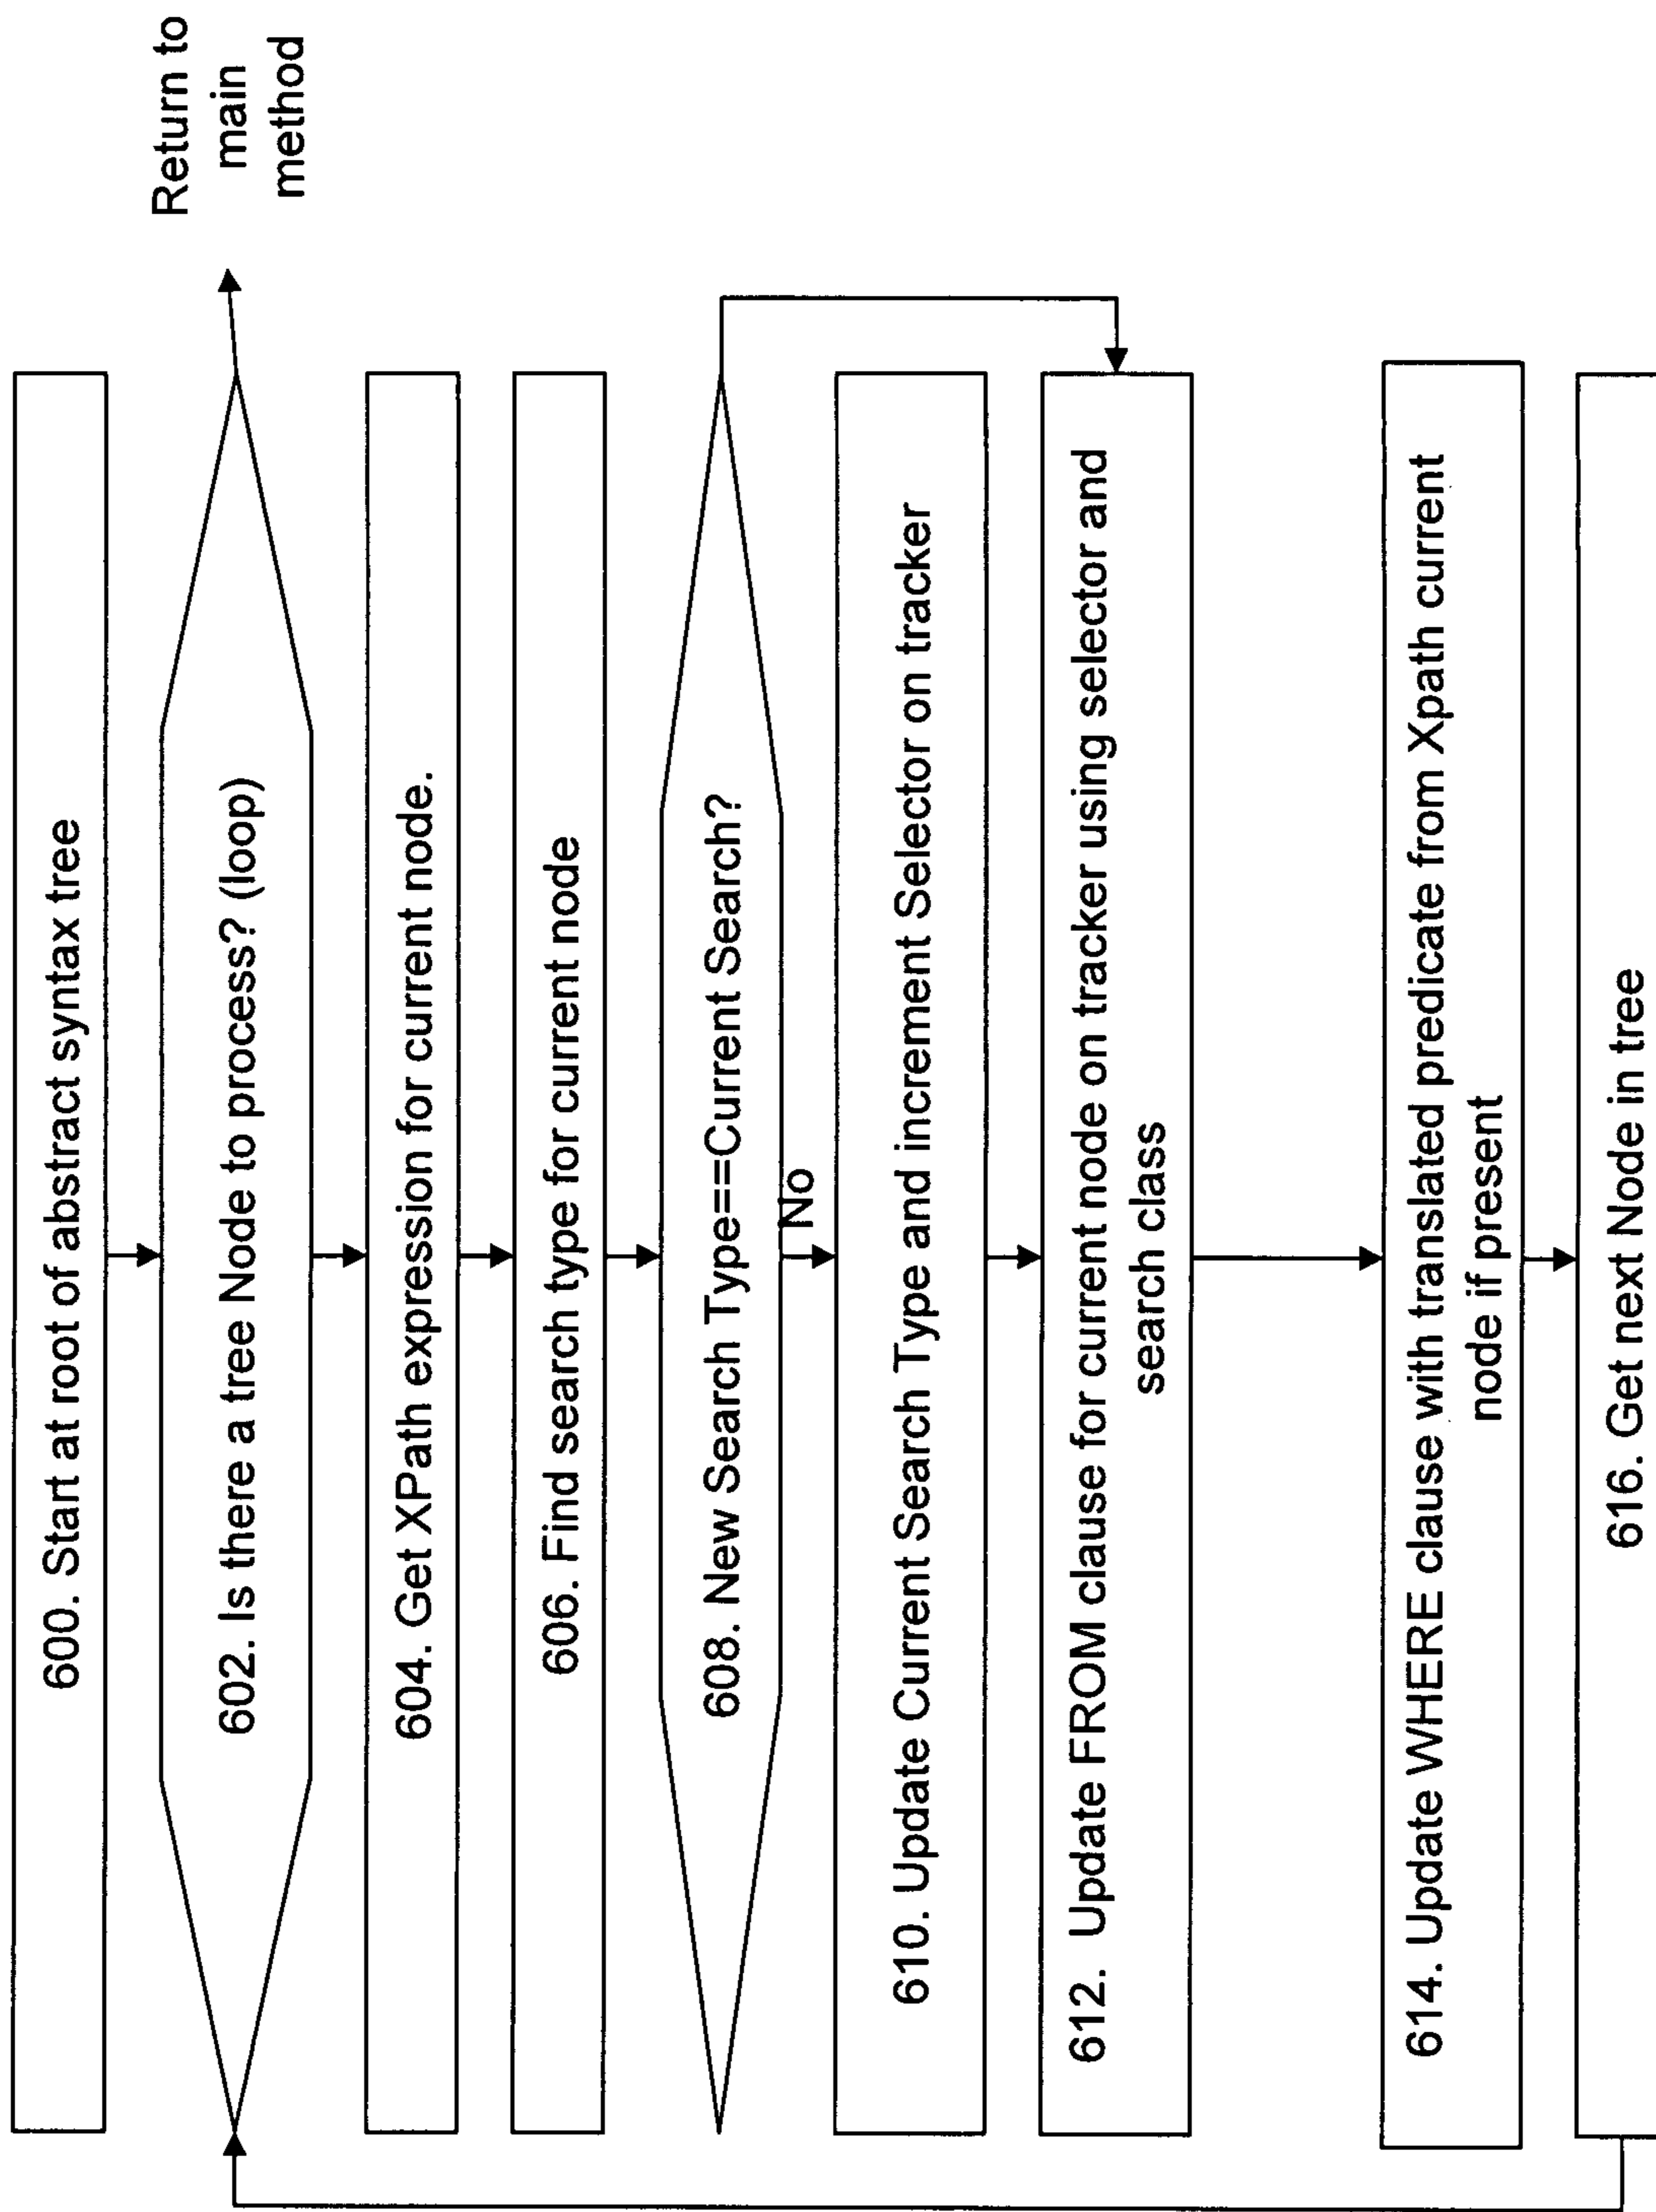 600. Start at root of abstract syntax tree
602. Is there a tree Node to process? (loop)
Return to
main
method
604. Get XPath expression for current node.
606. Find search type for current node
608. New Search Type==Current Search?
No
610. Update Current Search Type and increment Selector on tracker
612. Update FROM clause for current node on tracker using selector and
search class
614. Update WHERE clause with translated predicate from Xpath current
node if present
616. Get next Node in tree